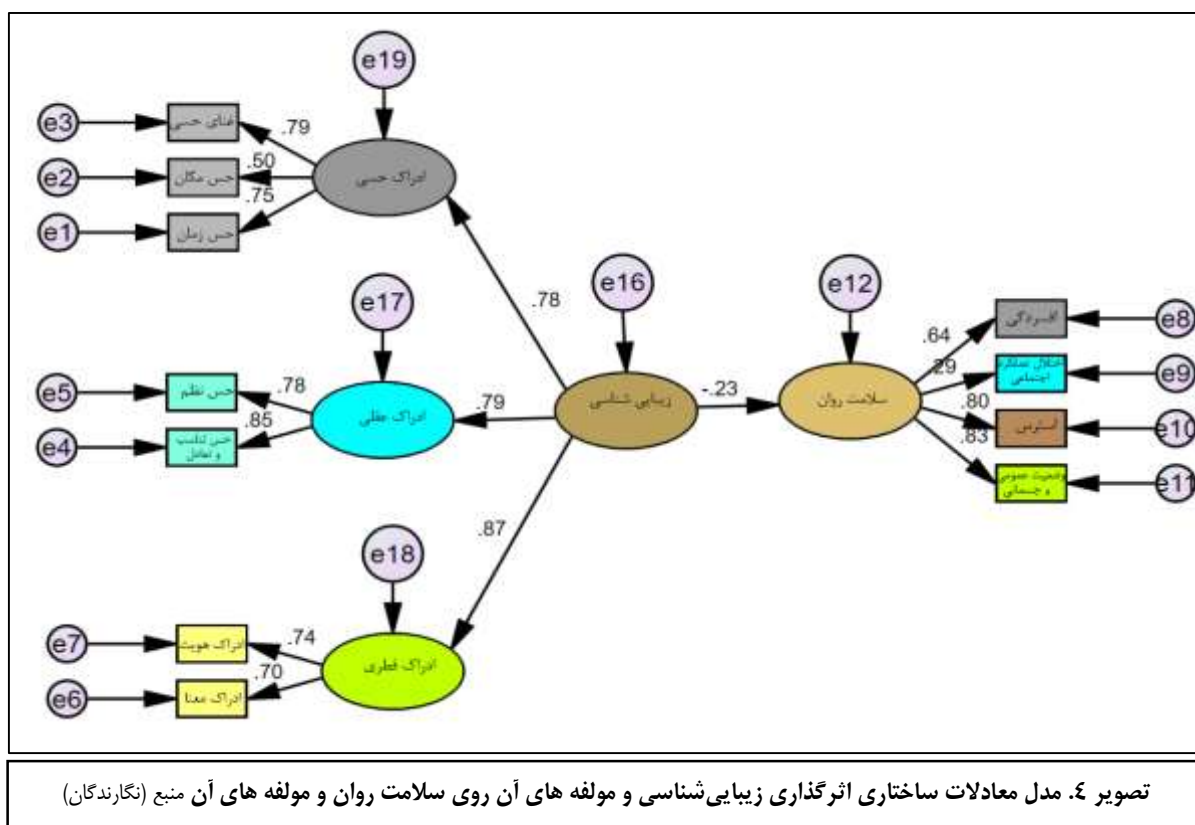 e19
e3
غنای حسی
.79
e2
حس مکان
.50
ادراک حسی
e1
حس زمان
.75
e17
.78
e16
e12
e5
حس نظم
.78
ادراک عقلی
.79
زیبایی شناسی
-.23
سلامت روان
.64
افسردگی
e8
.29
اختلال عملکرد
اجتماعی
e9
e4
حس تناسب
و تعادل
.85
.80
استرس
e10
.83
وضعیت عمومی
و جسمانی
e11
.87
e18
e7
ادراک هویت
.74
ادراک فطری
e6
ادراک معنا
.70
تصویر ٤. مدل معادلات ساختاری اثرگذاری زیبایی‌شناسی و مولفه های آن روی سلامت روان و مولفه های آن منبع (نگارندگان)